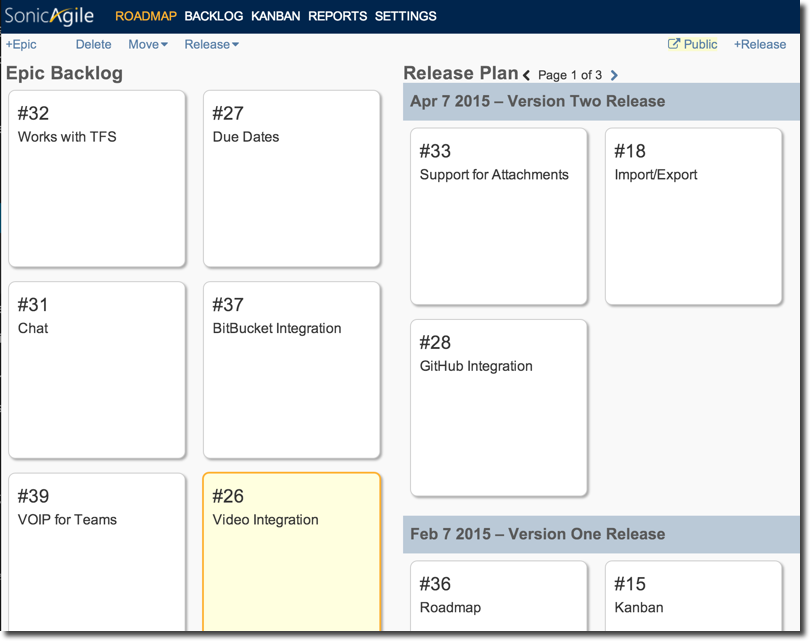 SonicAgile
ROADMAP BACKLOG KANBAN REPORTS SETTINGS
+Epic Delete Move Release Public +Release
Epic Backlog
#32
Works with TFS
#27
Due Dates
#31
Chat
#37
BitBucket Integration
#39
VOIP for Teams
#26
Video Integration
Release Plan Page 1 of 3
Apr 7 2015 – Version Two Release
#33
Support for Attachments
#18
Import/Export
#28
GitHub Integration
Feb 7 2015 – Version One Release
#36
Roadmap
#15
Kanban